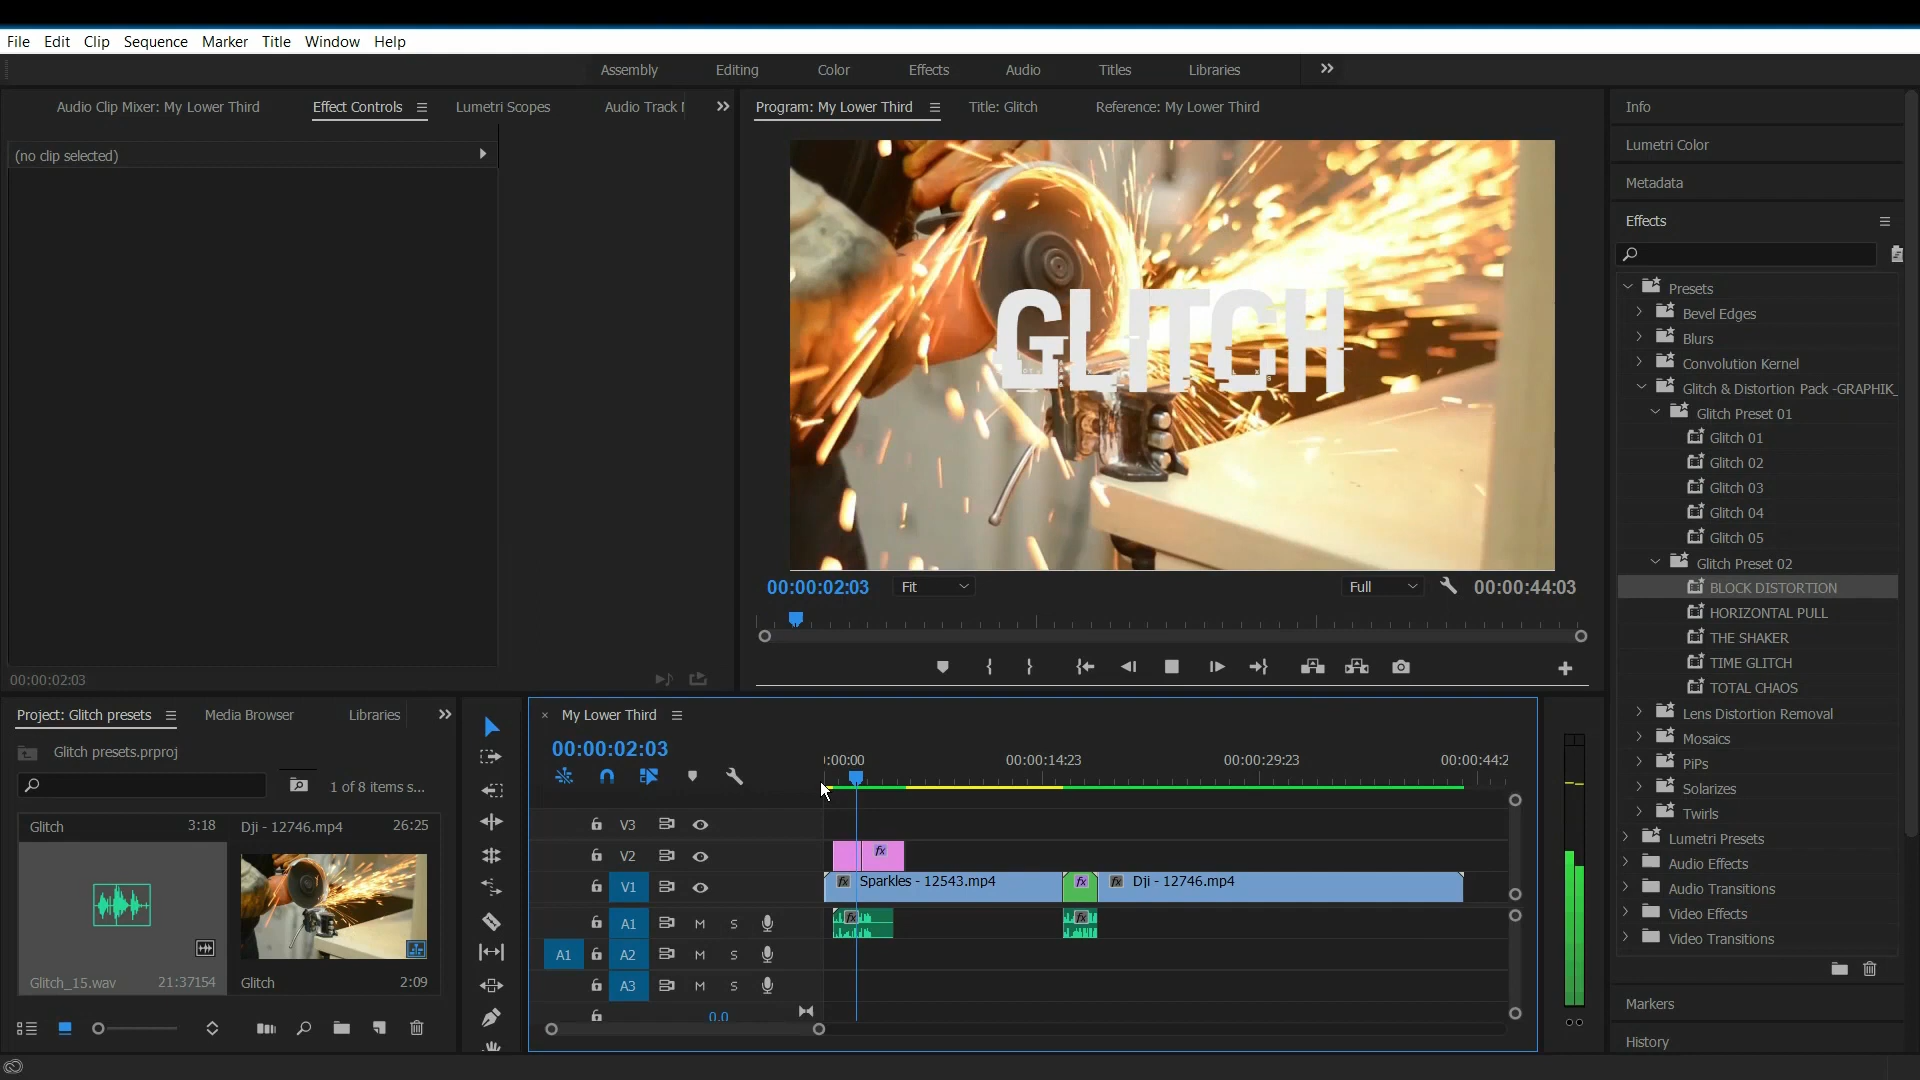 File Edit Clip Sequence Marker Title Window Help
Assembly Editing Color Effects Audio Titles Libraries
Audio Clip Mixer: My Lower Third Effect Controls Lumetri Scopes Audio Track
(no clip selected)
00:00:02:03
Program: My Lower Third Title: Glitch Reference: My Lower Third
GLITCH
00:00:02:03 Fit Full 00:00:44:03
Info
Lumetri Color
Metadata
Effects
Presets
Bevel Edges
Blurs
Convolution Kernel
Glitch & Distortion Pack -GRAPHIK_
Glitch Preset 01
Glitch 01
Glitch 02
Glitch 03
Glitch 04
Glitch 05
Glitch Preset 02
BLOCK DISTORTION
HORIZONTAL PULL
THE SHAKER
TIME GLITCH
TOTAL CHAOS
Lens Distortion Removal
Mosaics
PiPs
Solarizes
Twirls
Lumetri Presets
Audio Effects
Audio Transitions
Video Effects
Video Transitions
Markers
History
Project: Glitch presets Media Browser Libraries
Glitch presets.prproj
1 of 8 items s...
Glitch 3:18 Dji - 12746.mp4 26:25
Glitch_15.wav 21:37154 Glitch 2:09
My Lower Third
00:00:02:03
:00:00 00:00:14:23 00:00:29:23 00:00:44:2
V3
V2 fx
V1 fx Sparkles - 12543.mp4 fx fx Dji - 12746.mp4
A1 M S fx fx
A1 A2 M S
A3 M S
0.0